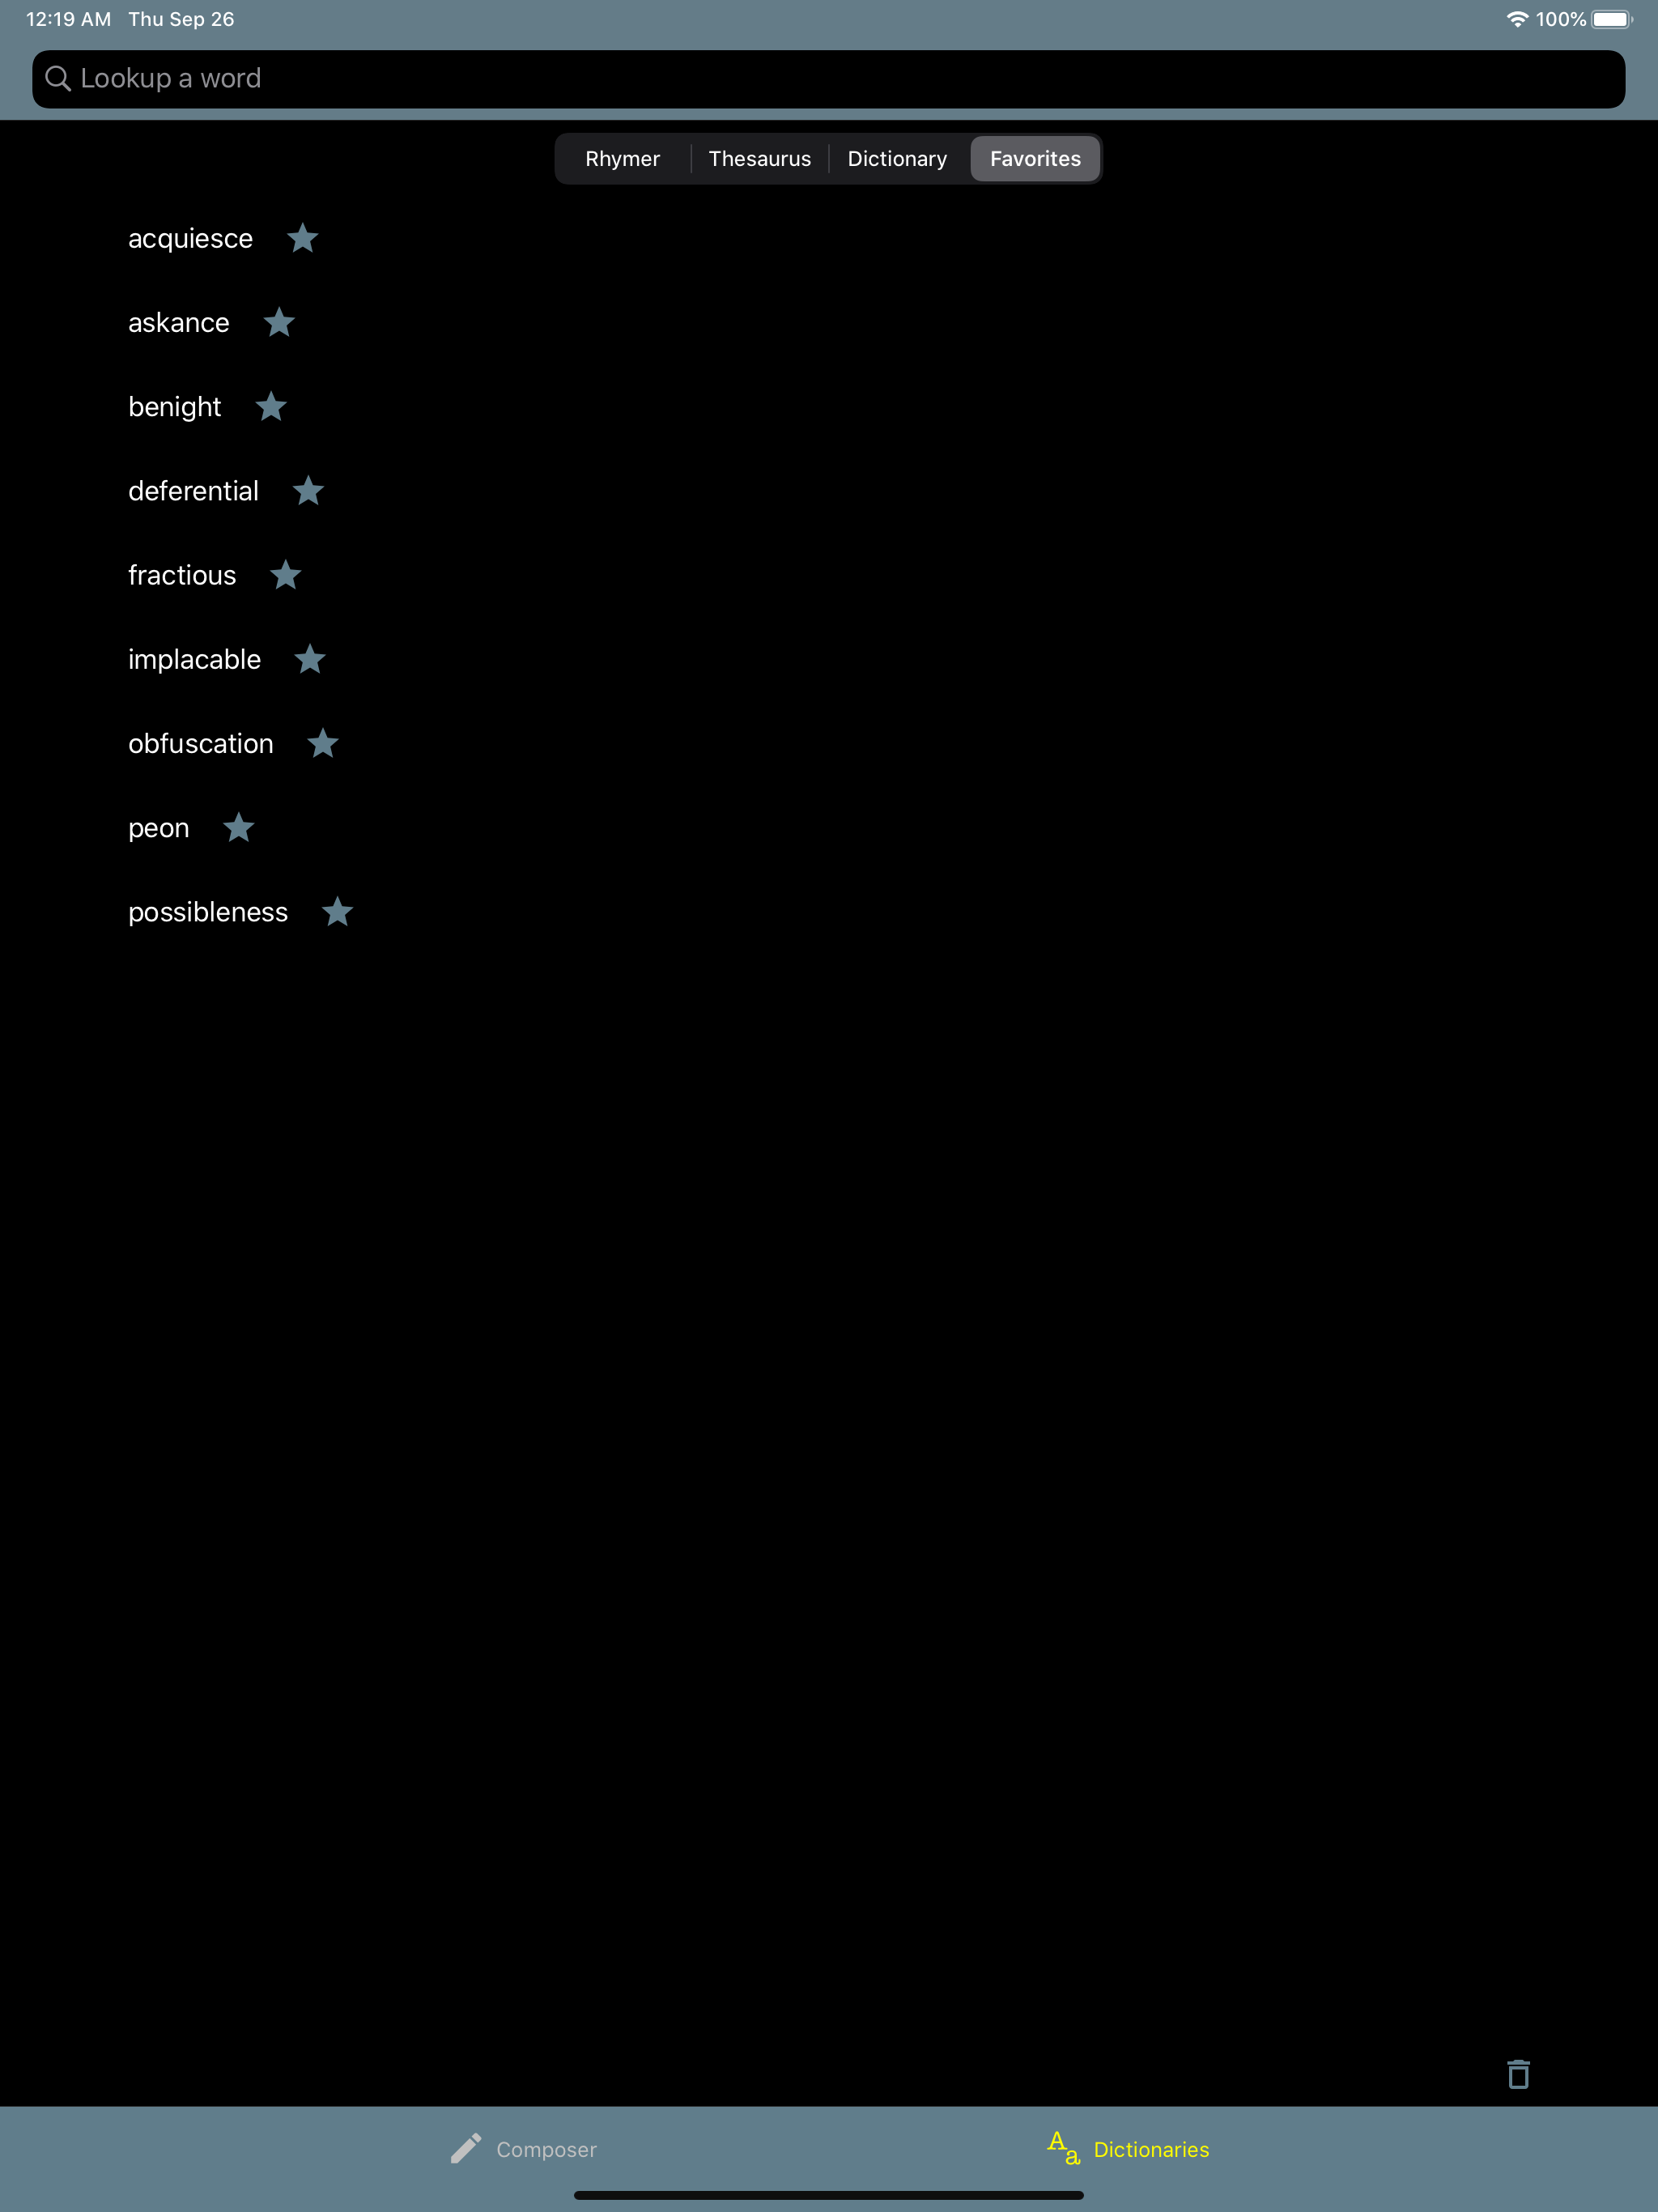 12:19 AM Thu Sep 26 100%
Lookup a word
Rhymer Thesaurus Dictionary Favorites
acquiesce
askance
benight
deferential
fractious
implacable
obfuscation
peon
possibleness
Composer Aa Dictionaries